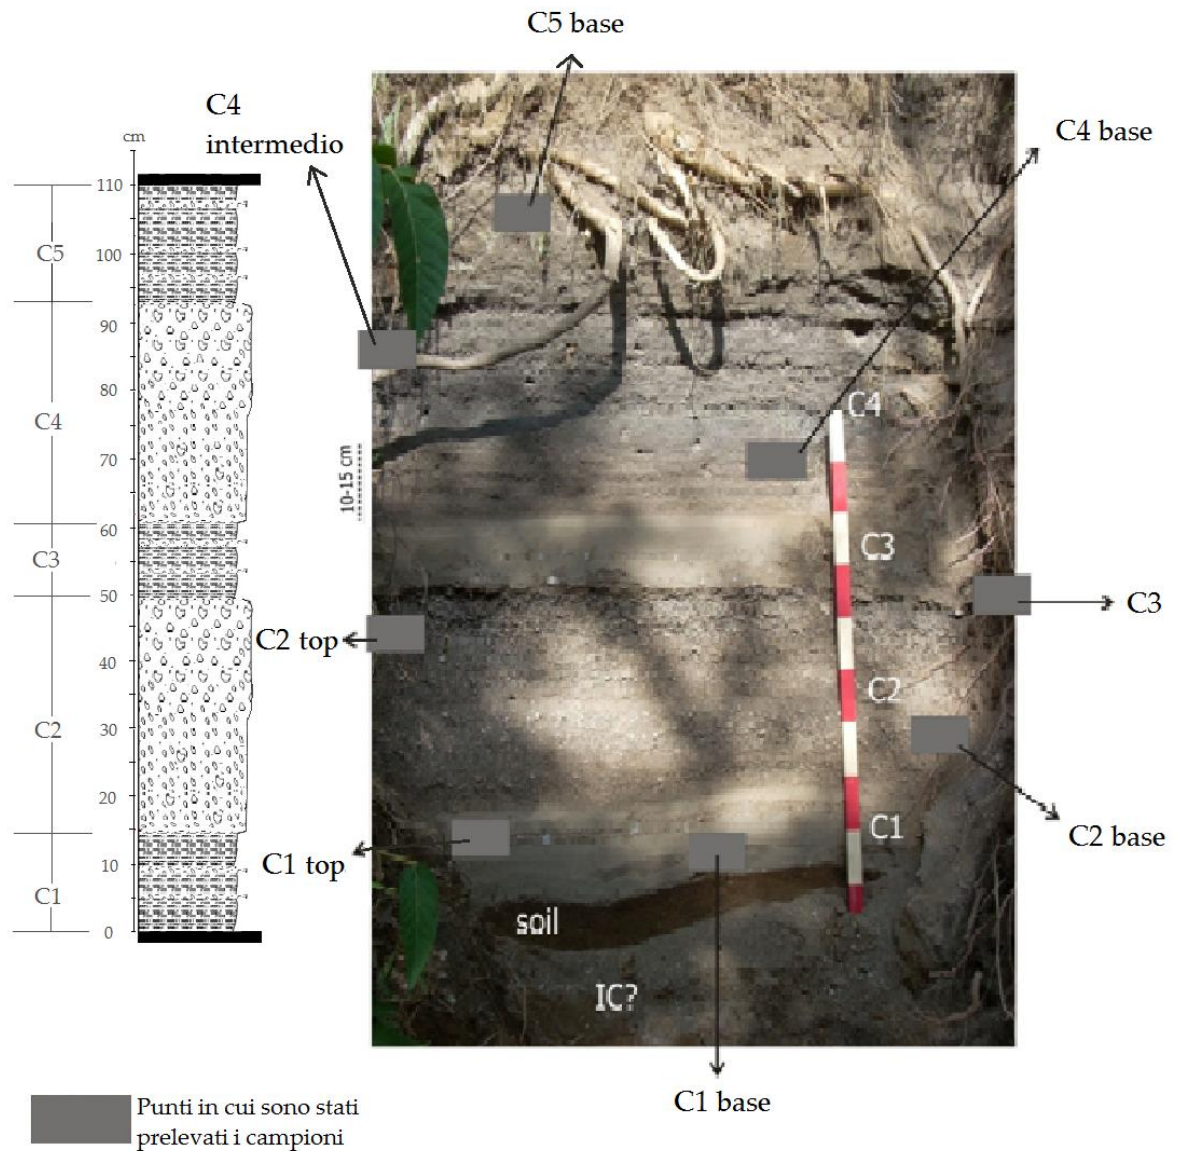 C5 base
C4
intermedio
C4 base
cm
110
C5
100
90
C4
80
C4
70
10-15 cm
60
C3
C3
50
C3
C2 top
40
C2
C2
30
20
C1
C2 base
C1 top
10
C1
soil
0
IC?
C1 base
Punti in cui sono stati
prelevati i campioni